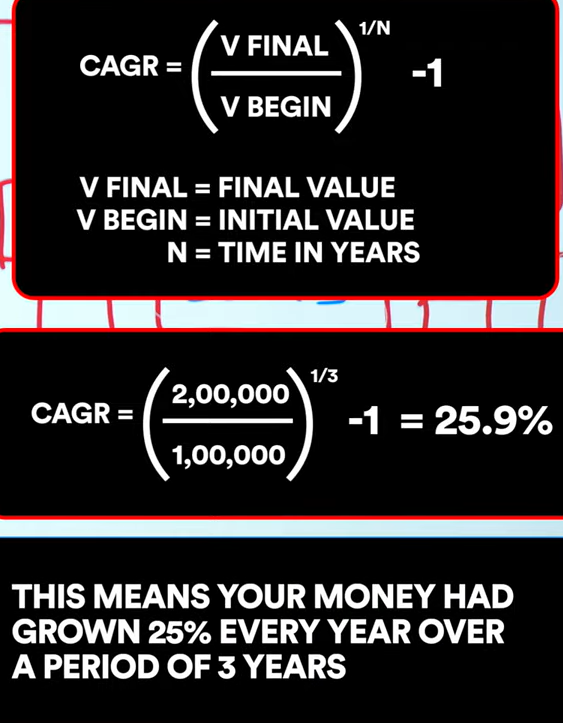 CAGR = (V FINAL / V BEGIN)^1/N -1
V FINAL = FINAL VALUE
V BEGIN = INITIAL VALUE
N = TIME IN YEARS
CAGR = (2,00,000 / 1,00,000)^1/3 -1 = 25.9%
THIS MEANS YOUR MONEY HAD
GROWN 25% EVERY YEAR OVER
A PERIOD OF 3 YEARS